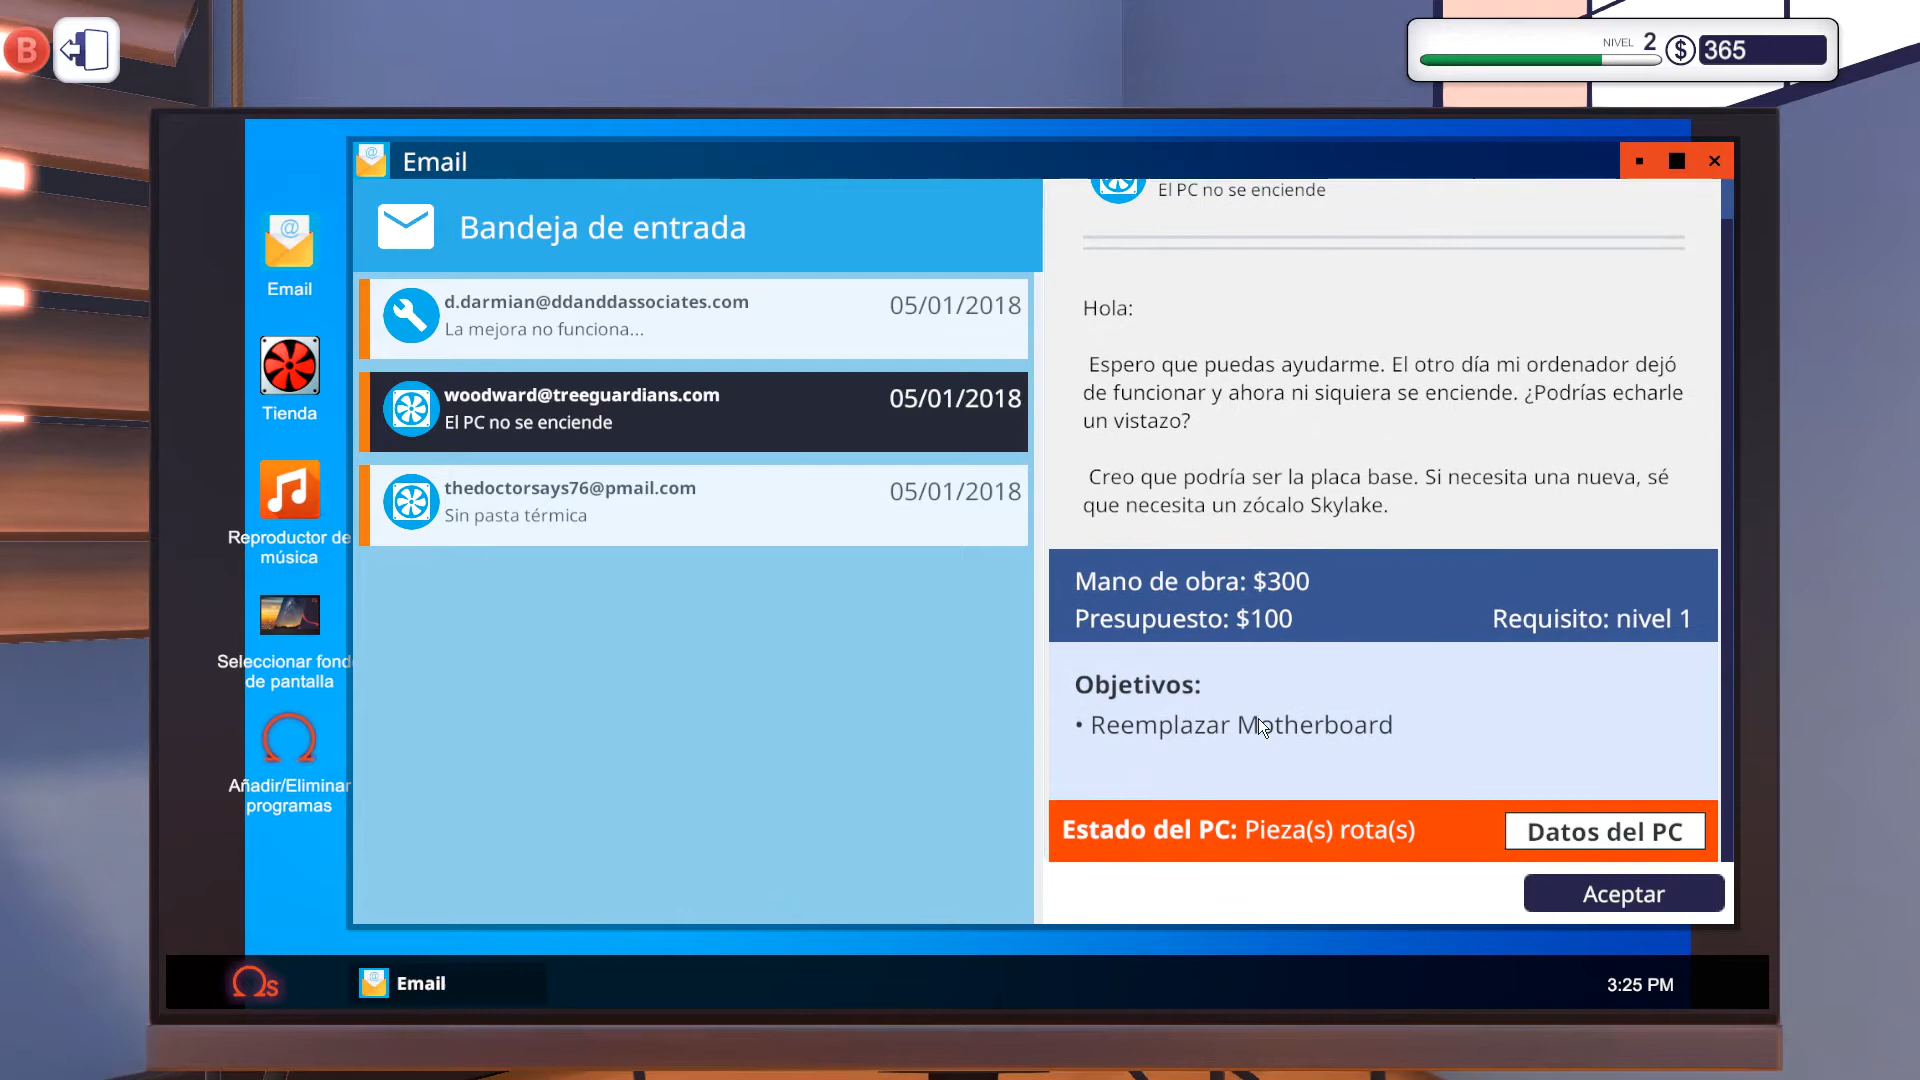 B
NIVEL 2
$ 365
Email
El PC no se enciende
Bandeja de entrada
d.darmian@ddanddassociates.com
05/01/2018
La mejora no funciona...
woodward@treeguardians.com
05/01/2018
El PC no se enciende
thedoctorsays76@pmail.com
05/01/2018
Sin pasta térmica
Hola:
Espero que puedas ayudarme. El otro día mi ordenador dejó
de funcionar y ahora ni siquiera se enciende. ¿Podrías echarle
un vistazo?
Creo que podría ser la placa base. Si necesita una nueva, sé
que necesita un zócalo Skylake.
Mano de obra: $300
Presupuesto: $100
Requisito: nivel 1
Objetivos:
• Reemplazar Motherboard
Estado del PC: Pieza(s) rota(s)
Datos del PC
Aceptar
Email
Tienda
Reproductor de
música
Seleccionar fond
de pantalla
Añadir/Eliminar
programas
Ωs
Email
3:25 PM